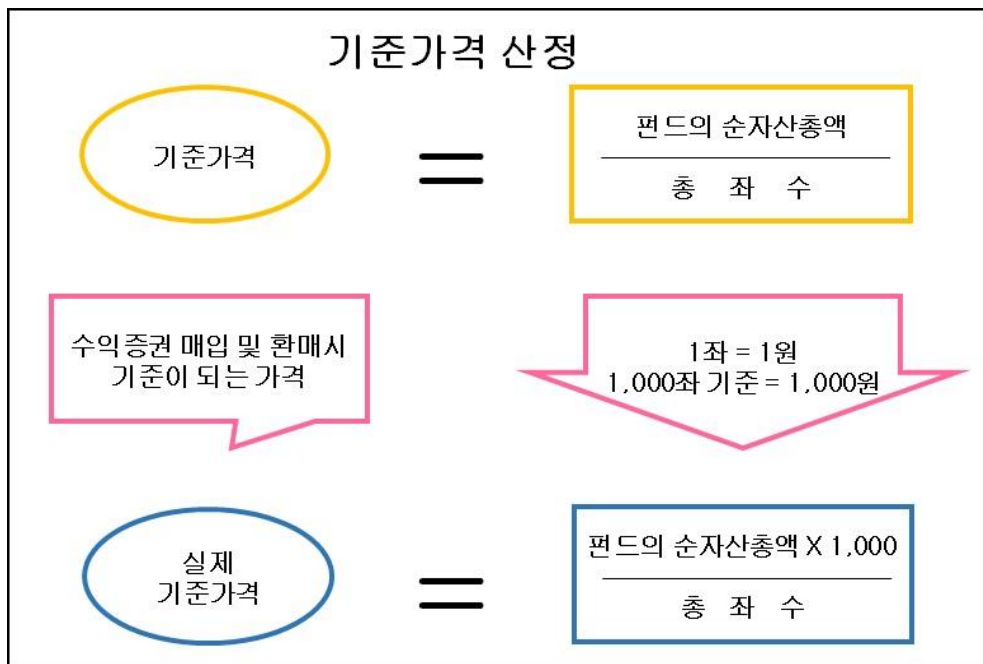 기준가격 산정
기준가격
=
펀드의 순자산총액
총 좌 수
수익증권 매입 및 환매시
기준이 되는 가격
1좌 = 1원
1,000좌 기준 = 1,000원
실제
기준가격
=
펀드의 순자산총액 X 1,000
총 좌 수